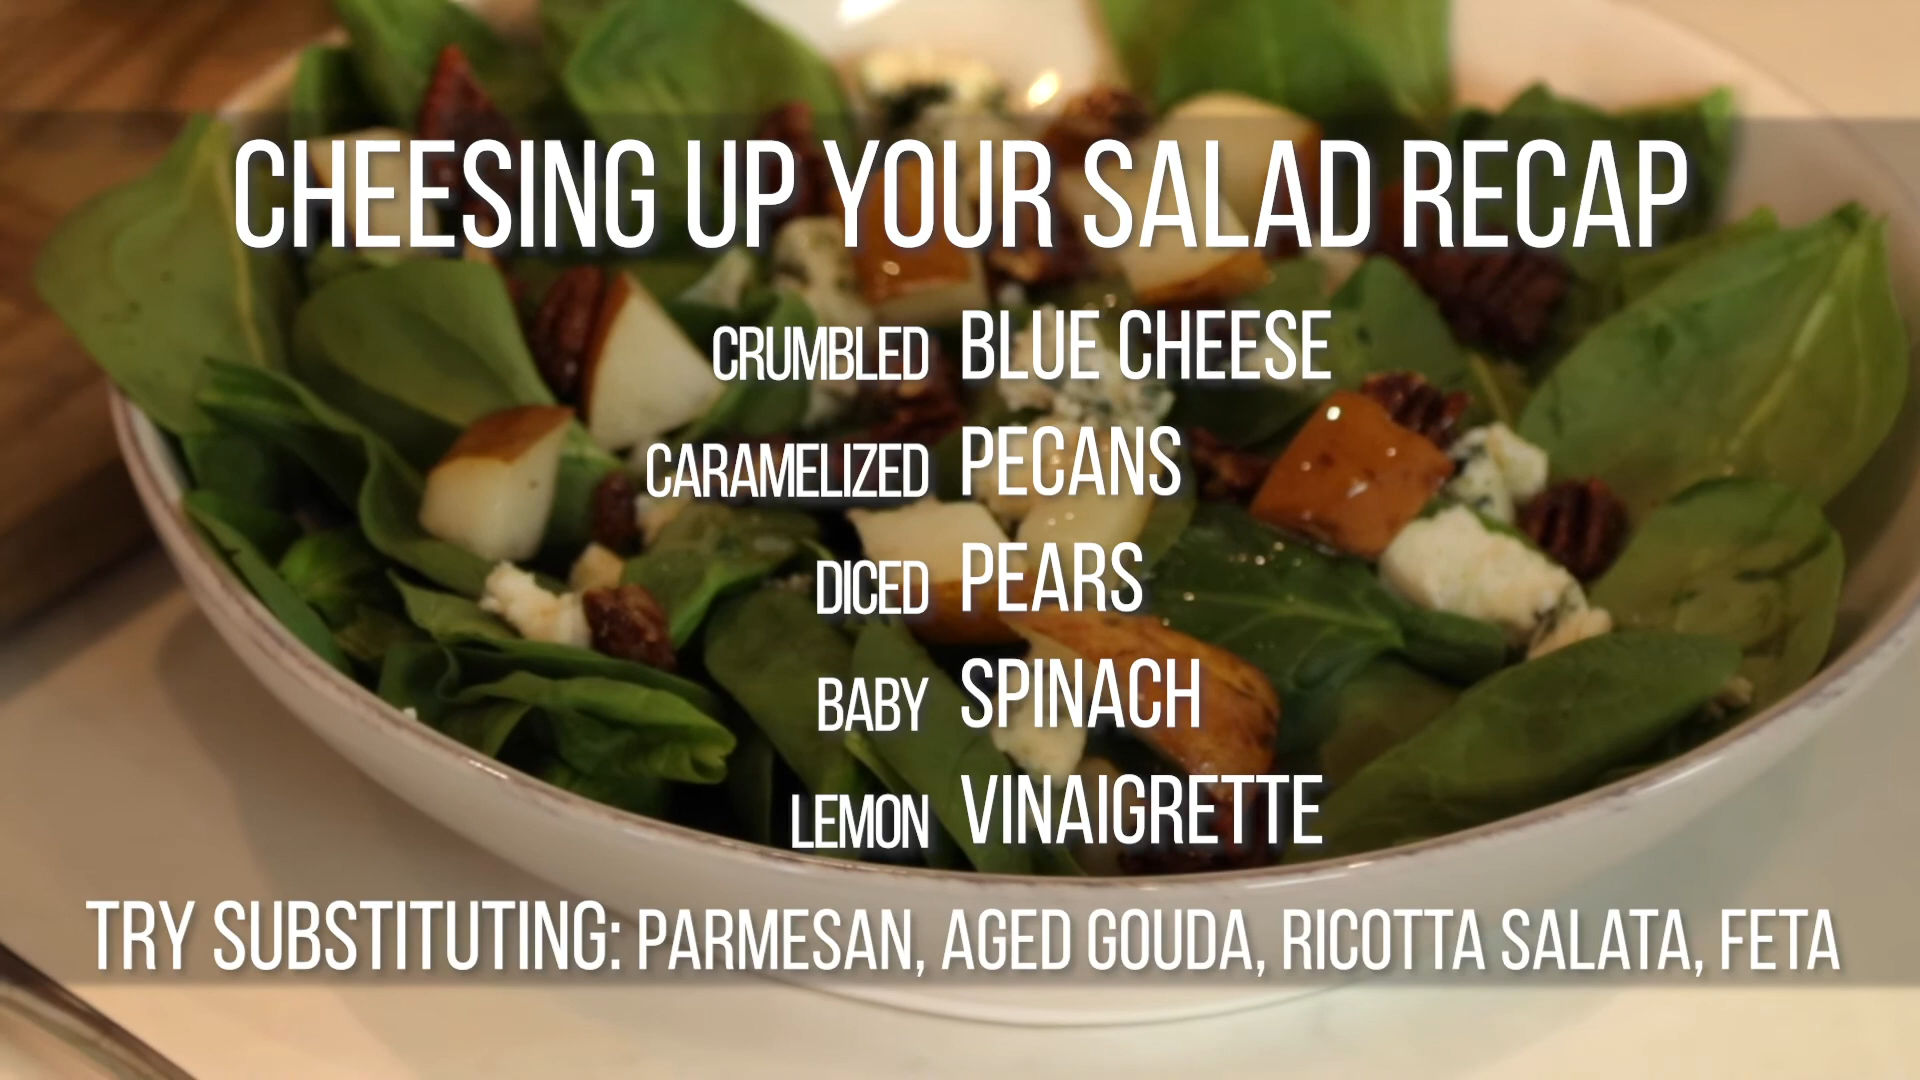 CHEESING UP YOUR SALAD RECAP
CRUMBLED BLUE CHEESE
CARAMELIZED PECANS
DICED PEARS
BABY SPINACH
LEMON VINAIGRETTE
TRY SUBSTITUTING: PARMESAN, AGED GOUDA, RICOTTA SALATA, FETA